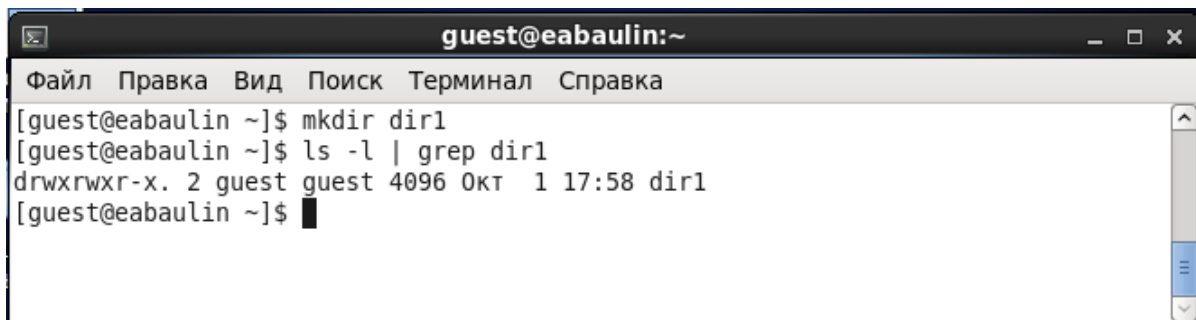 guest@eabaulin:~
Файл Правка Вид Поиск Терминал Справка
[guest@eabaulin ~]$ mkdir dir1
[guest@eabaulin ~]$ ls -l | grep dir1
drwxrwxr-x. 2 guest guest 4096 Окт  1 17:58 dir1
[guest@eabaulin ~]$